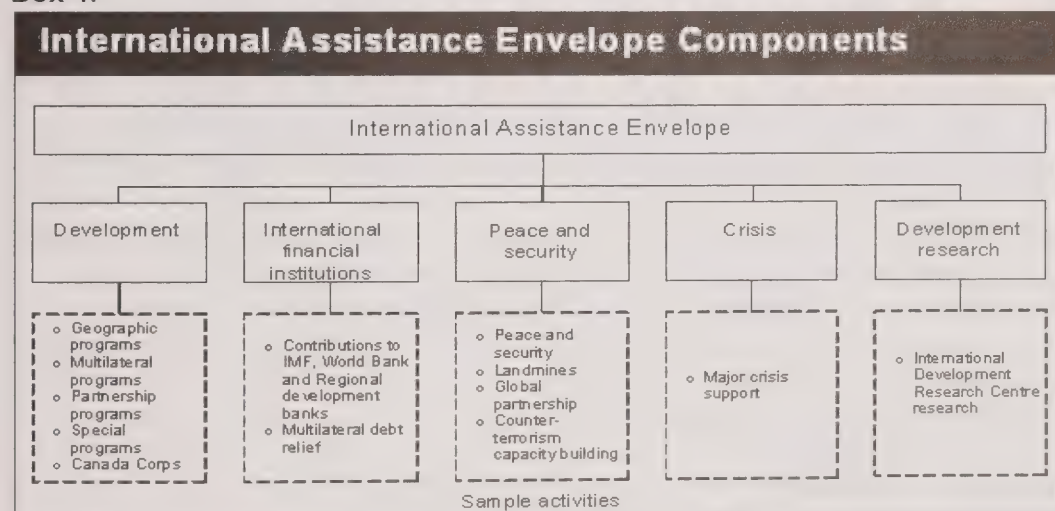 International Assistance Envelope Components
International Assistance Envelope
Development
International
financial
institutions
Peace and
security
Crisis
Development
research
o Geographic
programs
o Multilateral
programs
o Partnership
programs
o Special
programs
o Canada Corps
o Contributions to
IMF, World Bank
and Regional
development
banks
o Multilateral debt
relief
o Peace and
security
o Landmines
o Global
partnership
o Counter-
terrorism
capacity building
o Major crisis
support
o International
Development
Research Centre
research
Sample activities